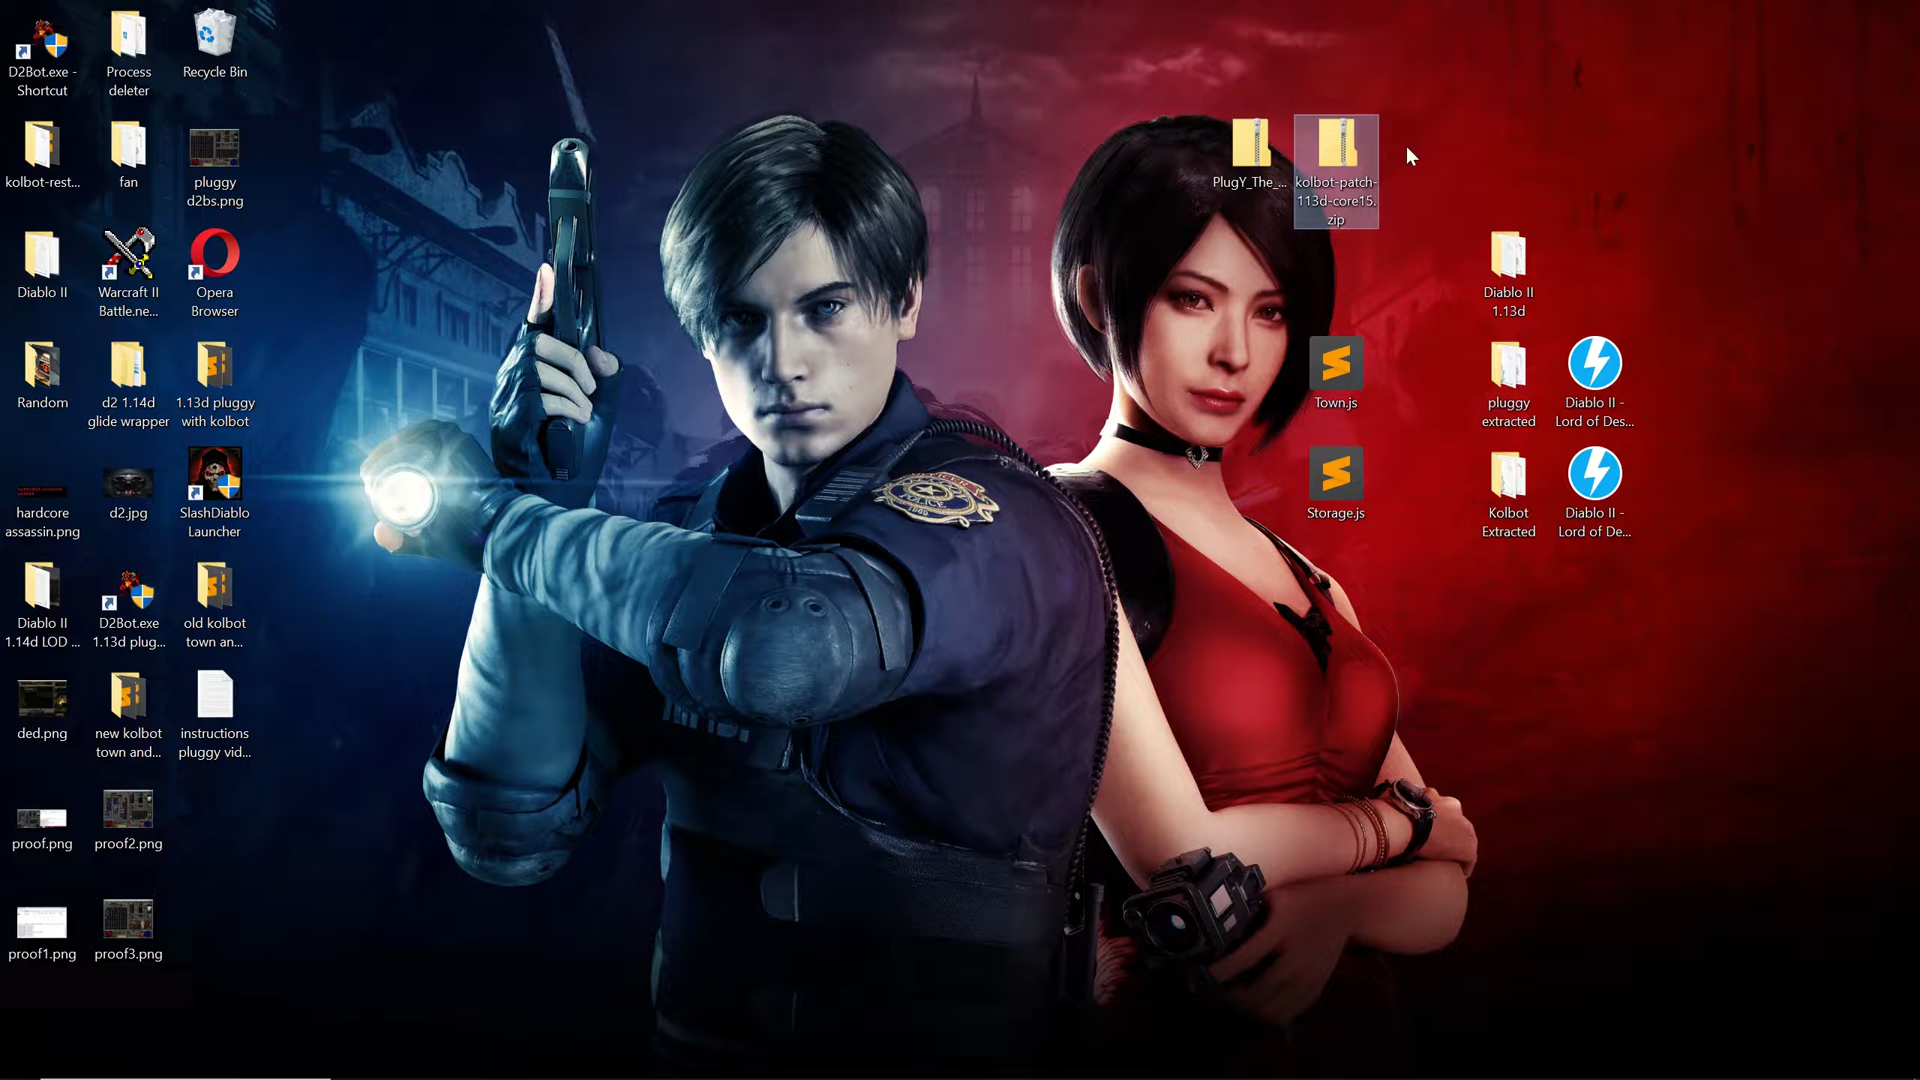 D2Bot.exe -
Shortcut
Process
deleter
Recycle Bin
kolbot-rest...
fan
pluggy
d2bs.png
PlugY_The_...
kolbot-patch-
113d-core15.
zip
Diablo II
Warcraft II
Battle.ne...
Opera
Browser
Diablo II
1.13d
Random
d2 1.14d
glide wrapper
1.13d pluggy
with kolbot
Town.js
pluggy
extracted
Diablo II -
Lord of Des...
hardcore
assassin.png
d2.jpg
SlashDiablo
Launcher
Storage.js
Kolbot
Extracted
Diablo II -
Lord of De...
Diablo II
1.14d LOD ...
D2Bot.exe
1.13d plug...
old kolbot
town an...
ded.png
new kolbot
town and...
instructions
pluggy vid...
proof.png
proof2.png
proof1.png
proof3.png